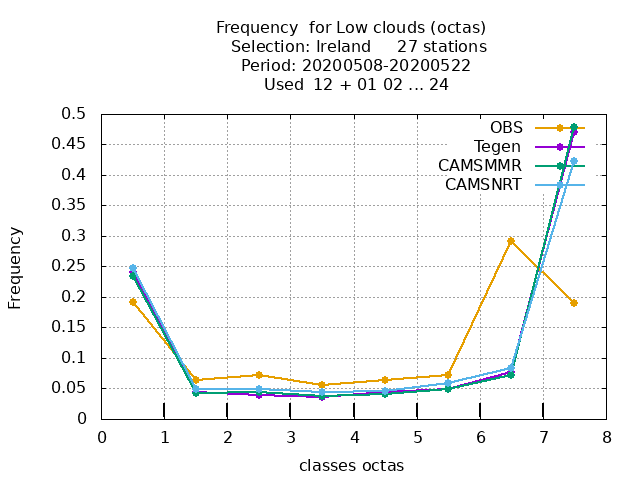 Frequency  for Low clouds (octas)
Selection: Ireland     27 stations
Period: 20200508-20200522
Used  12 + 01 02 ... 24
0.5
0.45
0.4
0.35
0.3
0.25
0.2
0.15
0.1
0.05
0
Frequency
OBS
Tegen
CAMSMMR
CAMSNRT
0 1 2 3 4 5 6 7 8
classes octas